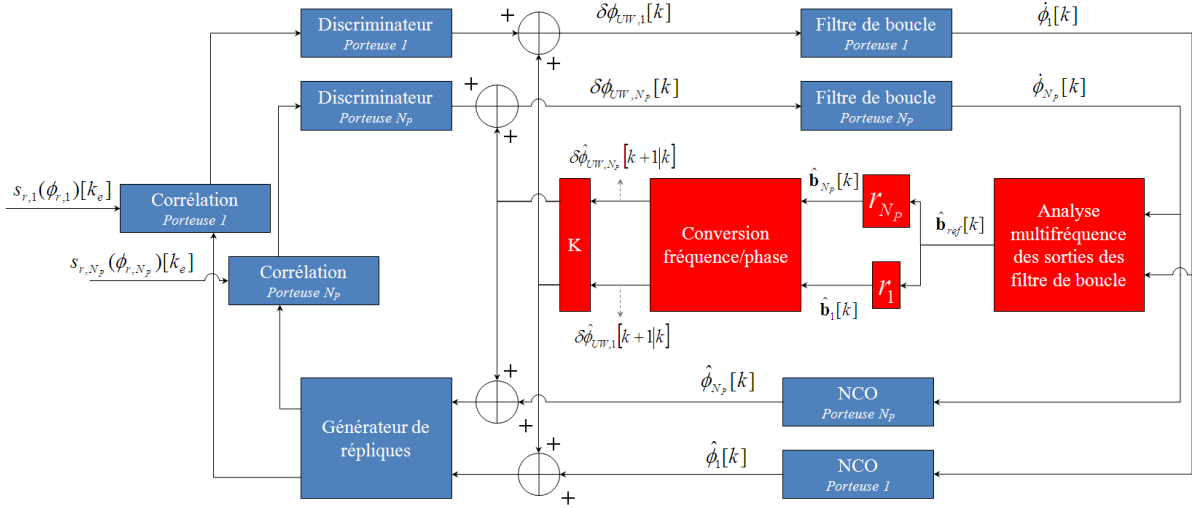 Discriminateur
Porteuse 1
+
+
δϕ_{UW,1}[k]
Filtre de boucle
Porteuse 1
ϕ̇_1[k]
Discriminateur
Porteuse N_P
+
+
δϕ_{UW,N_P}[k]
Filtre de boucle
Porteuse N_P
ϕ̇_{N_P}[k]
s_{r,1}(ϕ_{r,1})[k_e]
Corrélation
Porteuse 1
s_{r,N_P}(ϕ_{r,N_P})[k_e]
Corrélation
Porteuse N_P
δϕ̂_{UW,N_P}[k+1|k]
K
Conversion
fréquence/phase
b̂_{N_P}[k]
r_{N_P}
b̂_{ref}[k]
Analyse
multifréquence
des sorties des
filtre de boucle
r_1
b̂_1[k]
δϕ̂_{UW,1}[k+1|k]
Générateur de
répliques
+
+
ϕ̂_{N_P}[k]
NCO
Porteuse N_P
+
+
ϕ̂_1[k]
NCO
Porteuse 1